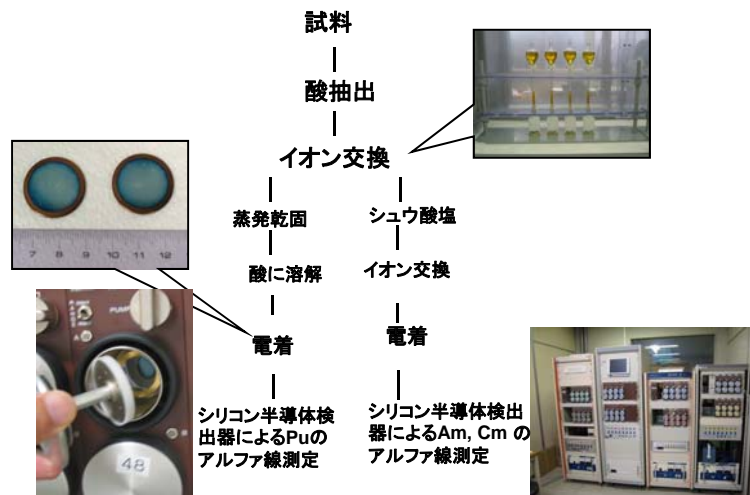 試料
酸抽出
イオン交換
蒸発乾固
シュウ酸塩
酸に溶解
イオン交換
電着
電着
シリコン半導体検
出器によるPuの
アルファ線測定
シリコン半導体検出
器によるAm, Cm の
アルファ線測定
7 8 9 10 11 12
PUMP
48